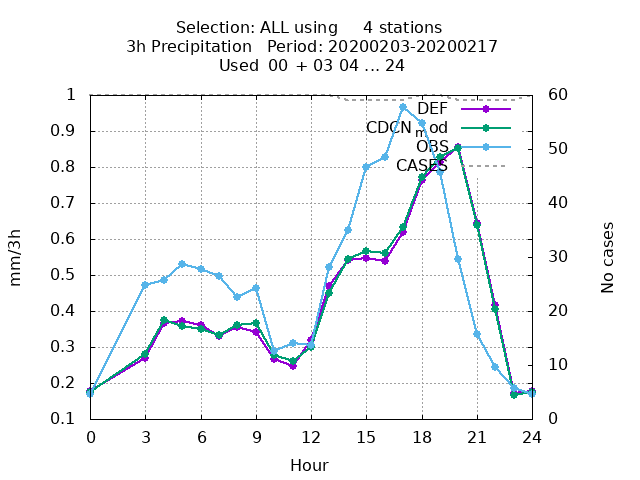 Selection: ALL using     4 stations
3h Precipitation   Period: 20200203-20200217
Used 00 + 03 04 ... 24
1 60
DEF
0.9 CDCN_mod
50
OBS
0.8 CASES
40
0.7
0.6
30
0.5
0.4
20
0.3
10
0.2
0.1 0
mm/3h
No cases
0 3 6 9 12 15 18 21 24
Hour